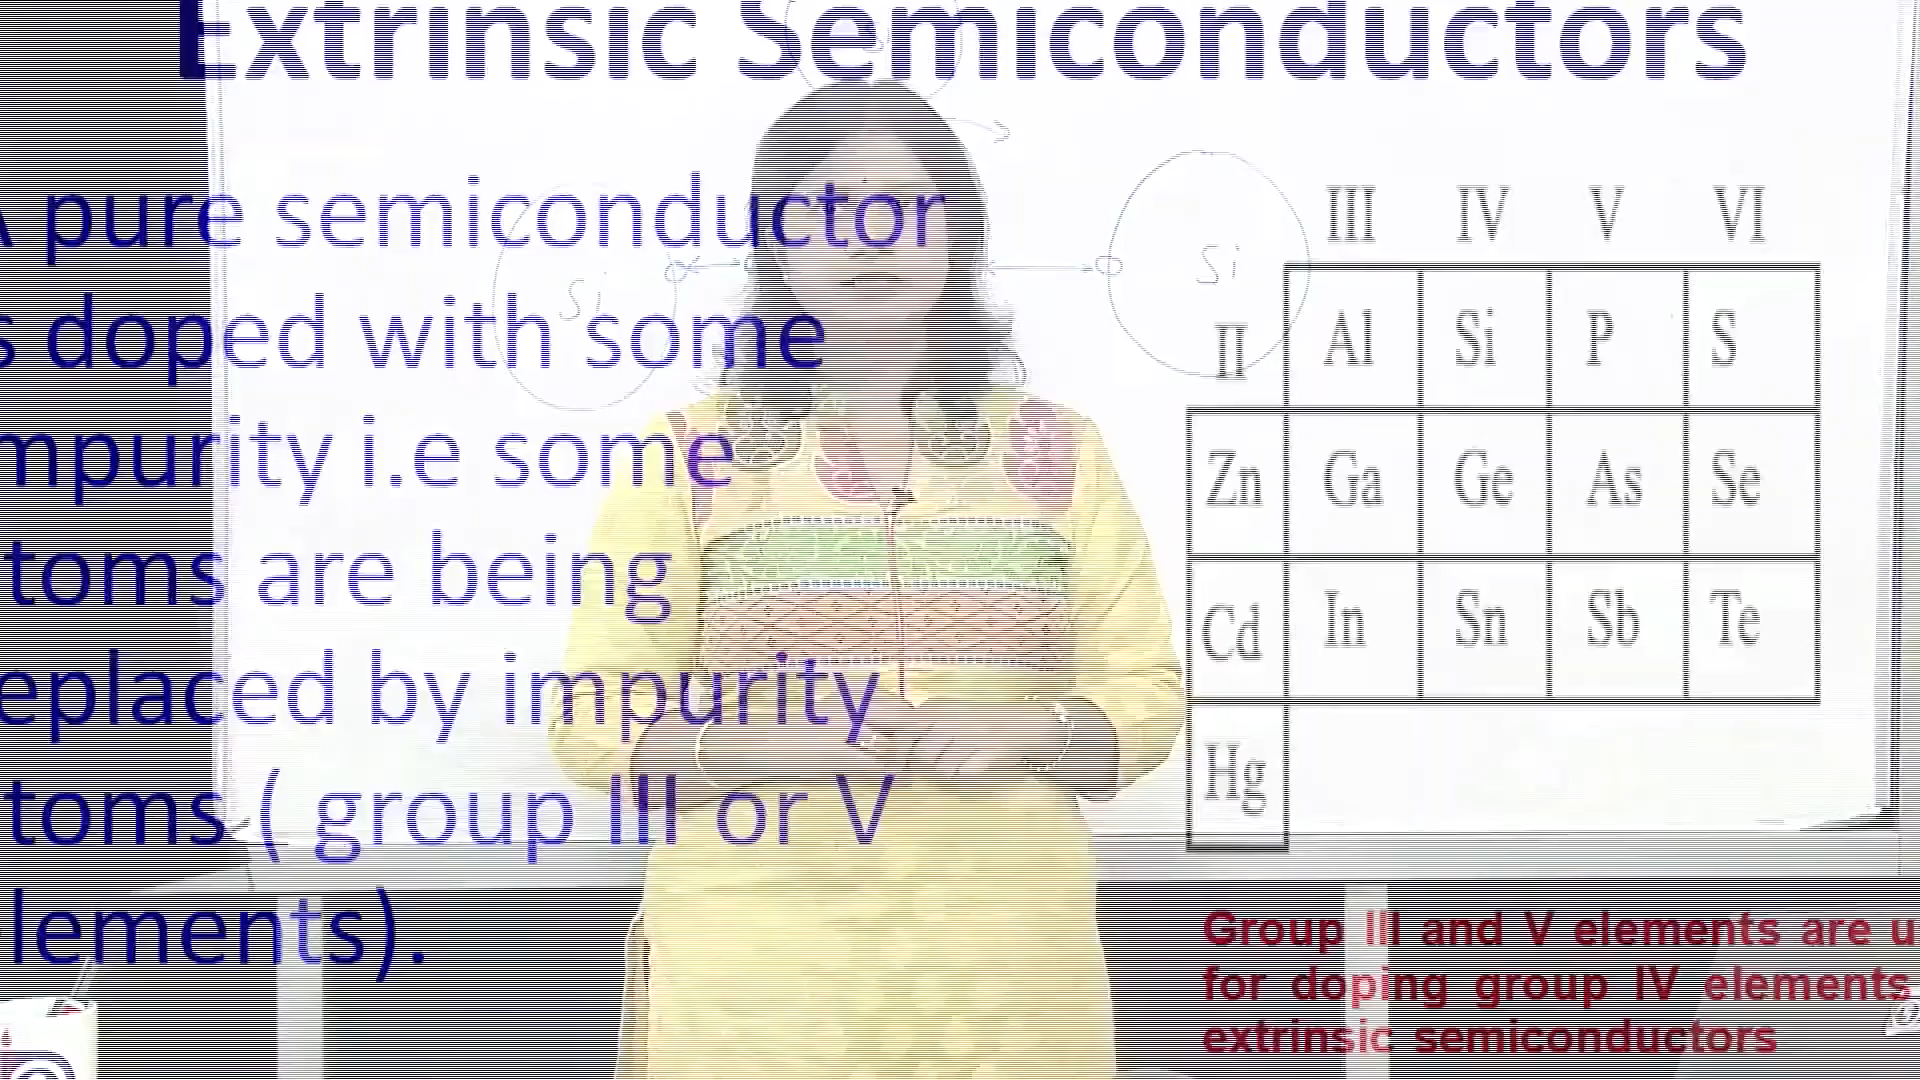 Extrinsic Semiconductors
A pure semiconductor
s doped with some
mpurity i.e some
toms are being
eplaced by impurity
toms ( group III or V
lements).
III IV V VI
II Al Si P S
Zn Ga Ge As Se
Cd In Sn Sb Te
Hg
Si
Si
Group III and V elements are u
for doping group IV elements
extrinsic semiconductors